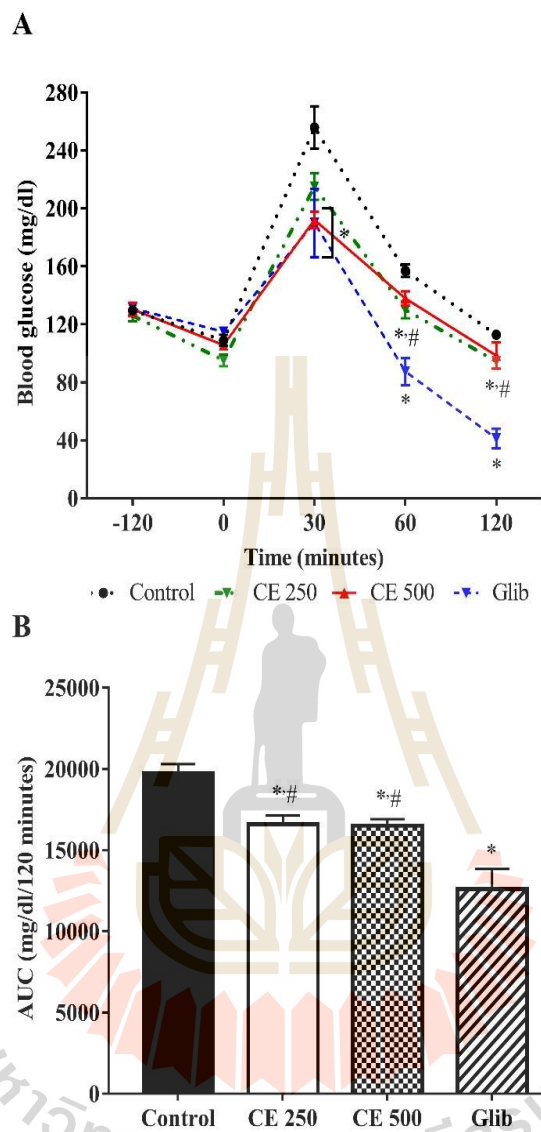 A
Blood glucose (mg/dl)
280
240
200
160
120
80
40
0
*
*,#
*
*,#
*
-120 0 30 60 120
Time (minutes)
Control CE 250 CE 500 Glib
B
AUC (mg/dl/120 minutes)
25000
20000
15000
10000
5000
0
*,#
*,#
*
Control CE 250 CE 500 Glib